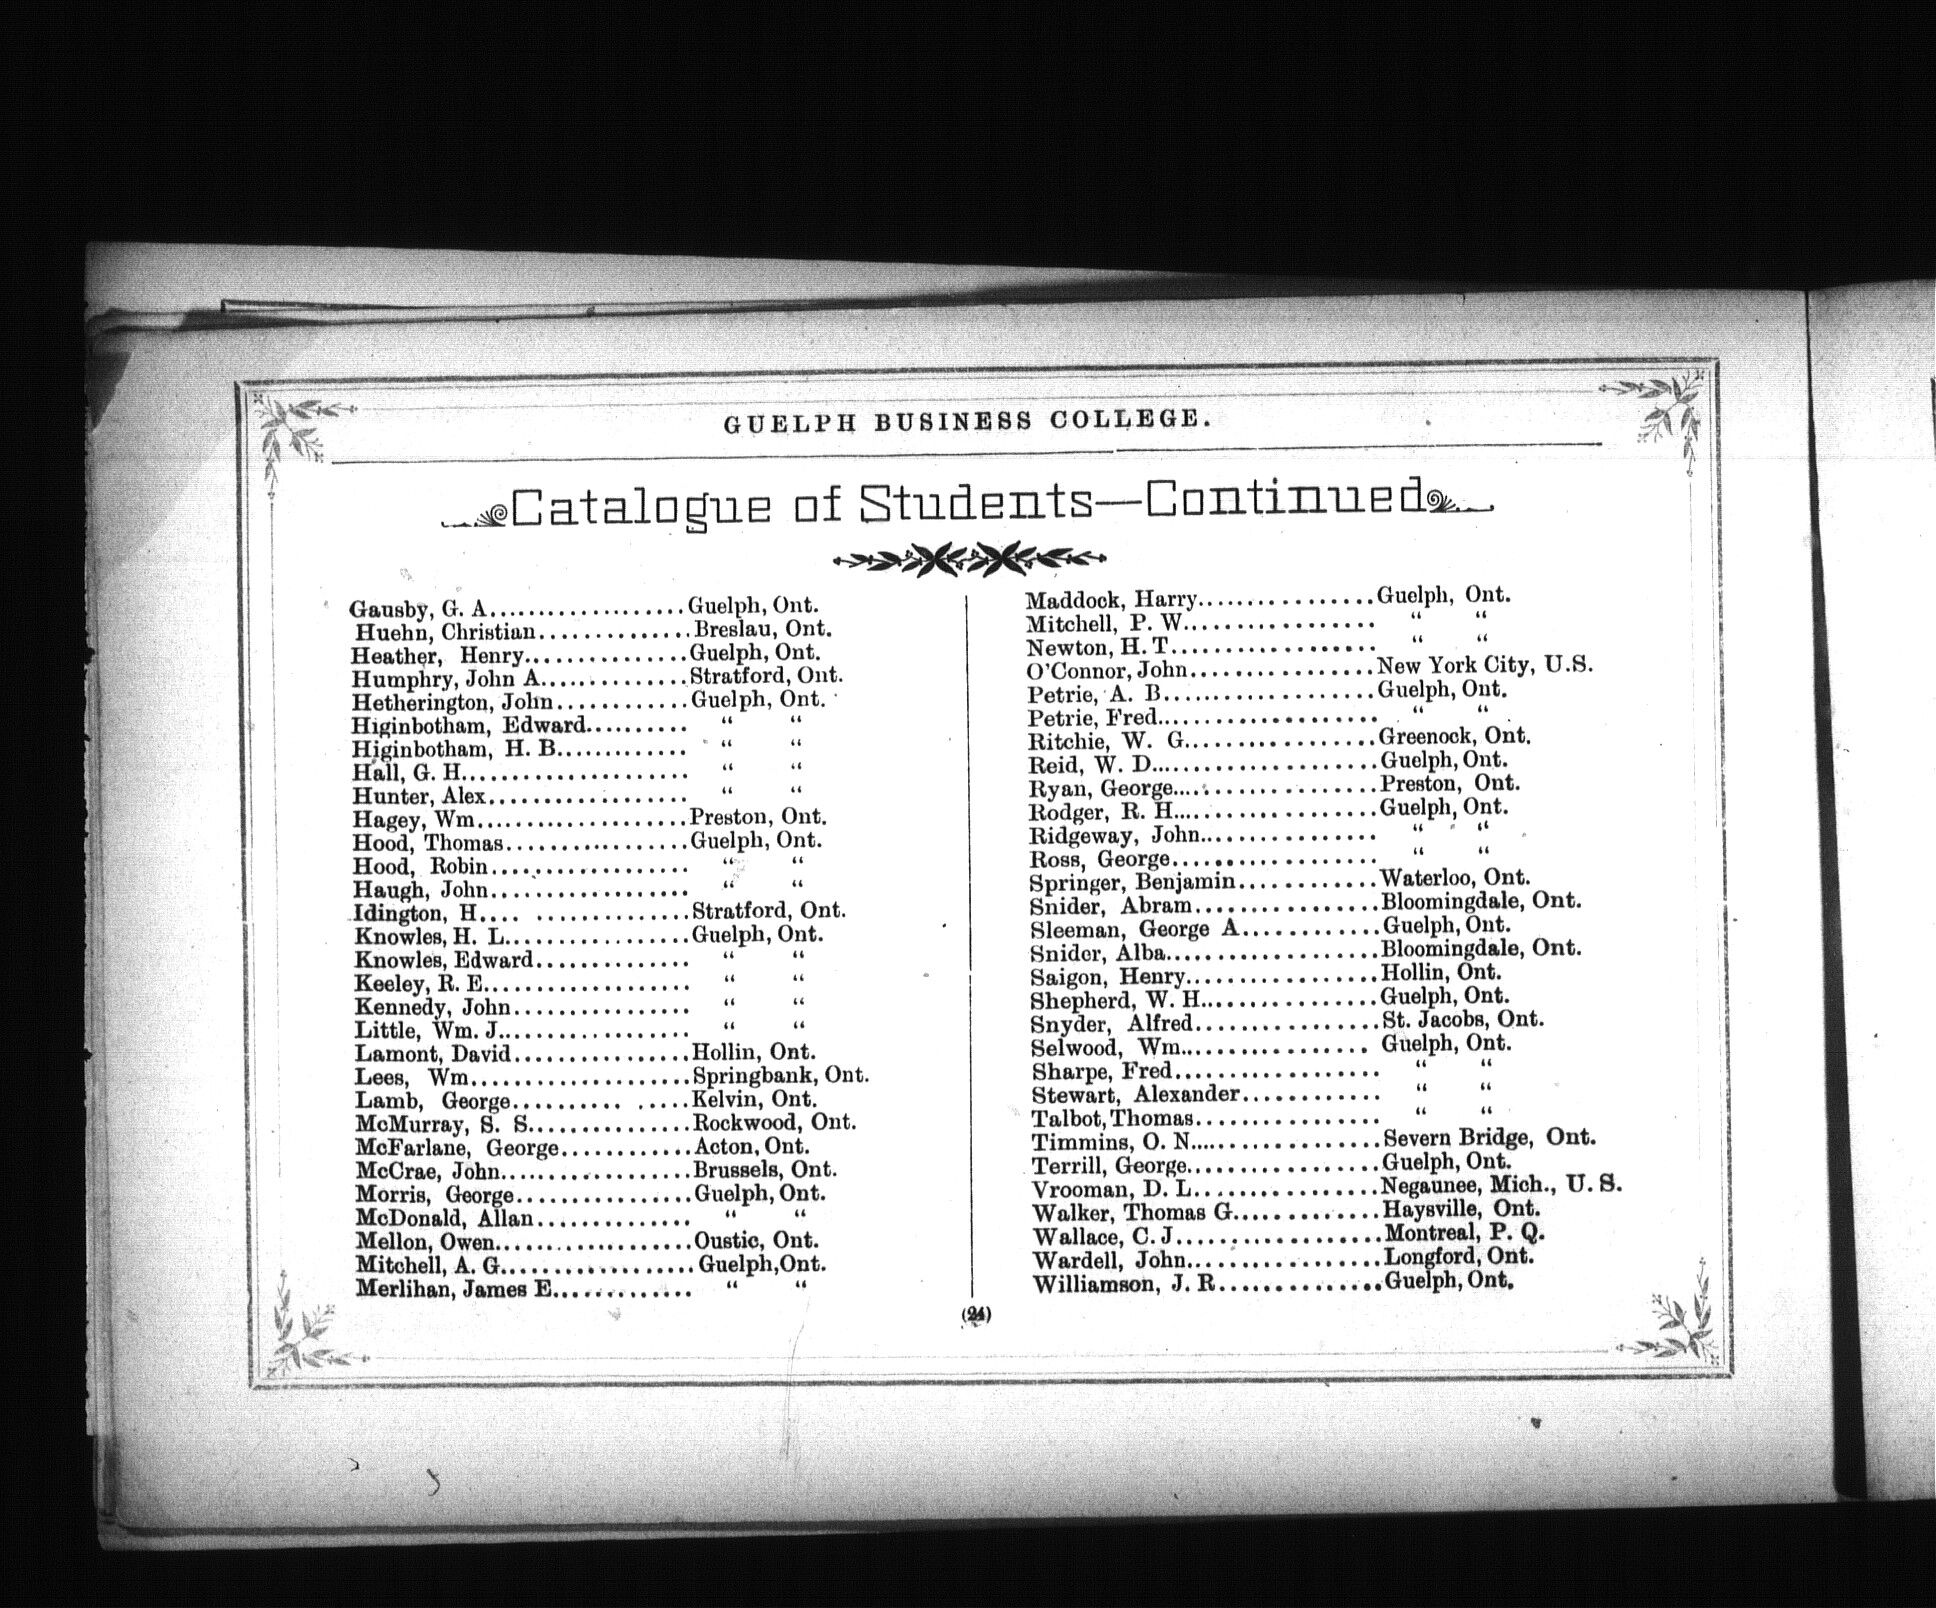 GUELPH BUSINESS COLLEGE.
Catalogue of Students—Continued
Gausby, G. A...................Guelph, Ont.
Huehn, Christian..............Breslau, Ont.
Heather, Henry...............Guelph, Ont.
Humphry, John A.............Stratford, Ont.
Hetherington, John............Guelph, Ont.
Higinbotham, Edward.......... “ “
Higinbotham, H. B............. “ “
Hall, G. H...................... “ “
Hunter, Alex.................. “ “
Hagey, Wm.....................Preston, Ont.
Hood, Thomas................Guelph, Ont.
Hood, Robin.................... “ “
Haugh, John................... “ “
Idington, H.... ..............Stratford, Ont.
Knowles, H. L.................Guelph, Ont.
Knowles, Edward.............. “ “
Keeley, R. E................... “ “
Kennedy, John................ “ “
Little, Wm. J.................. “ “
Lamont, David................Hollin, Ont.
Lees, Wm.....................Springbank, Ont.
Lamb, George.......... .....Kelvin, Ont.
McMurray, S. S...............Rockwood, Ont.
McFarlane, George............Acton, Ont.
McCrae, John..................Brussels, Ont.
Morris, George................Guelph, Ont.
McDonald, Allan.............. “ “
Mellon, Owen...................Oustic, Ont.
Mitchell, A. G..................Guelph,Ont.
Merlihan, James E............. “ “
Maddock, Harry................Guelph, Ont.
Mitchell, P. W................. “ “
Newton, H. T................... “ “
O'Connor, John................New York City, U.S.
Petrie, A. B....................Guelph, Ont.
Petrie, Fred..................... “ “
Ritchie, W. G..................Greenock, Ont.
Reid, W. D.....................Guelph, Ont.
Ryan, George...................Preston, Ont.
Rodger, R. H...................Guelph, Ont.
Ridgeway, John................ “ “
Ross, George................... “ “
Springer, Benjamin............Waterloo, Ont.
Snider, Abram................Bloomingdale, Ont.
Sleeman, George A............Guelph, Ont.
Snider, Alba...................Bloomingdale, Ont.
Saigon, Henry.................Hollin, Ont.
Shepherd, W. H................Guelph, Ont.
Snyder, Alfred................St. Jacobs, Ont.
Selwood, Wm................. Guelph, Ont.
Sharpe, Fred................... “ “
Stewart, Alexander............ “ “
Talbot, Thomas................ “ “
Timmins, O. N.................Severn Bridge, Ont.
Terrill, George.................Guelph, Ont.
Vrooman, D. L.................Negaunee, Mich., U. S.
Walker, Thomas G.............Haysville, Ont.
Wallace, C. J..................Montreal, P. Q.
Wardell, John..................Longford, Ont.
Williamson, J. R...............Guelph, Ont.
(24)